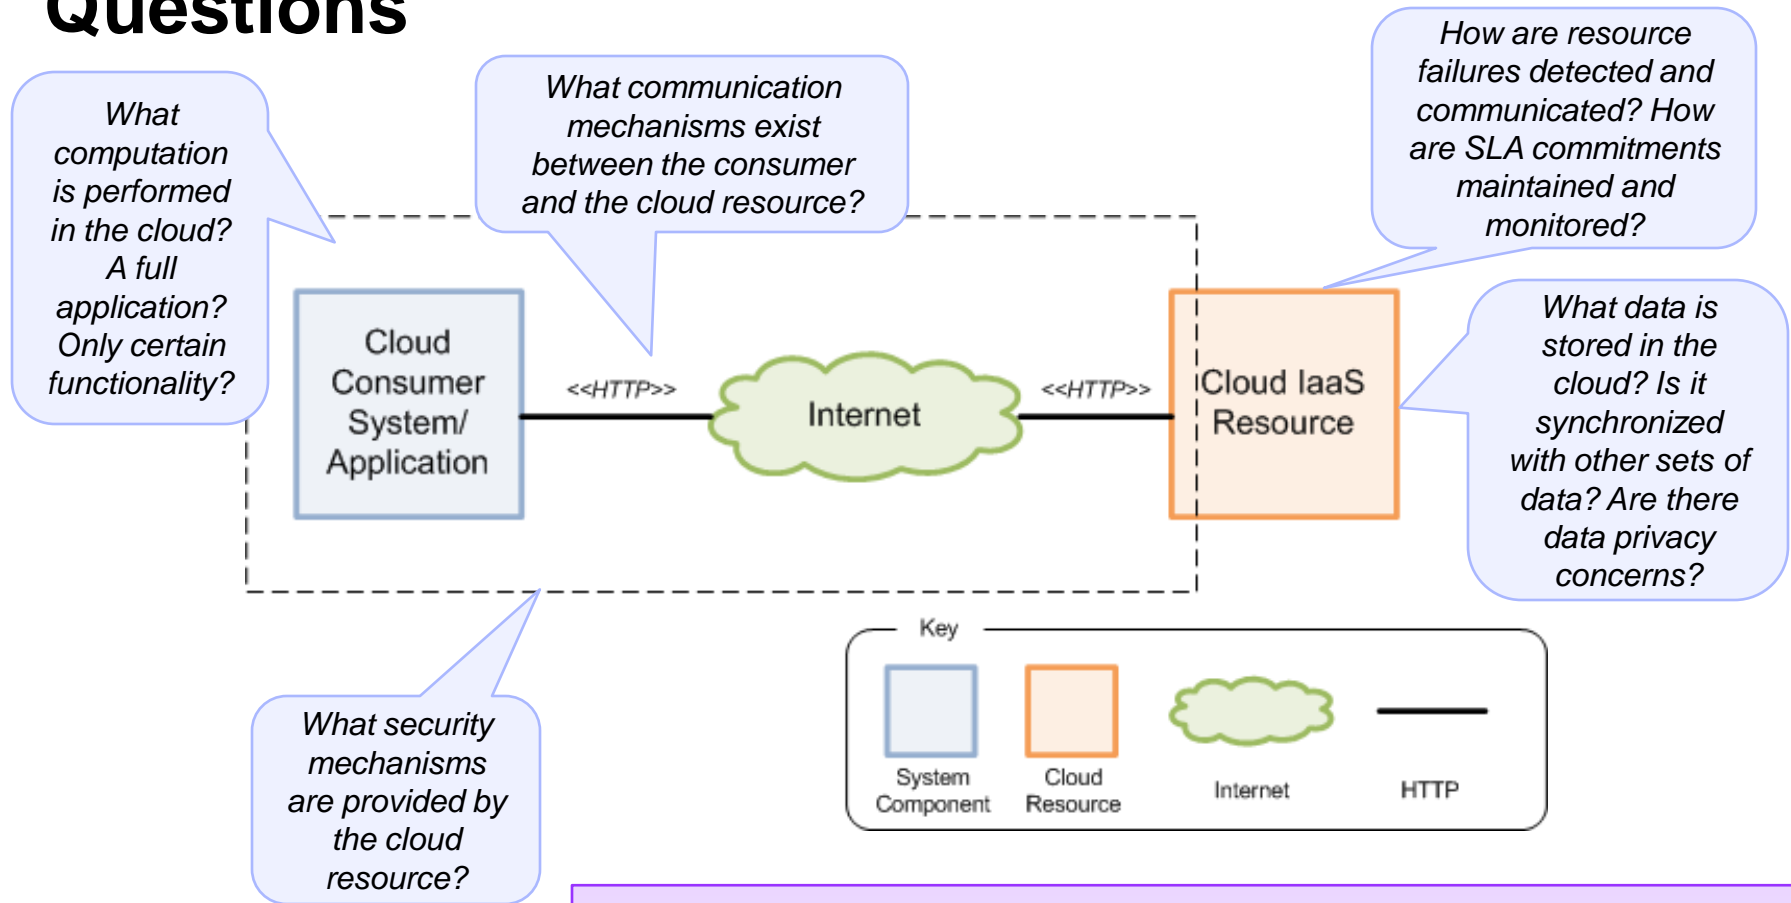 Questions
What
computation
is performed
in the cloud?
A full
application?
Only certain
functionality?
What communication
mechanisms exist
between the consumer
and the cloud resource?
How are resource
failures detected and
communicated? How
are SLA commitments
maintained and
monitored?
What data is
stored in the
cloud? Is it
synchronized
with other sets of
data? Are there
data privacy
concerns?
Cloud
Consumer
System/
Application
<<HTTP>>
Internet
<<HTTP>>
Cloud IaaS
Resource
What security
mechanisms
are provided by
the cloud
resource?
Key
System
Component
Cloud
Resource
Internet
HTTP